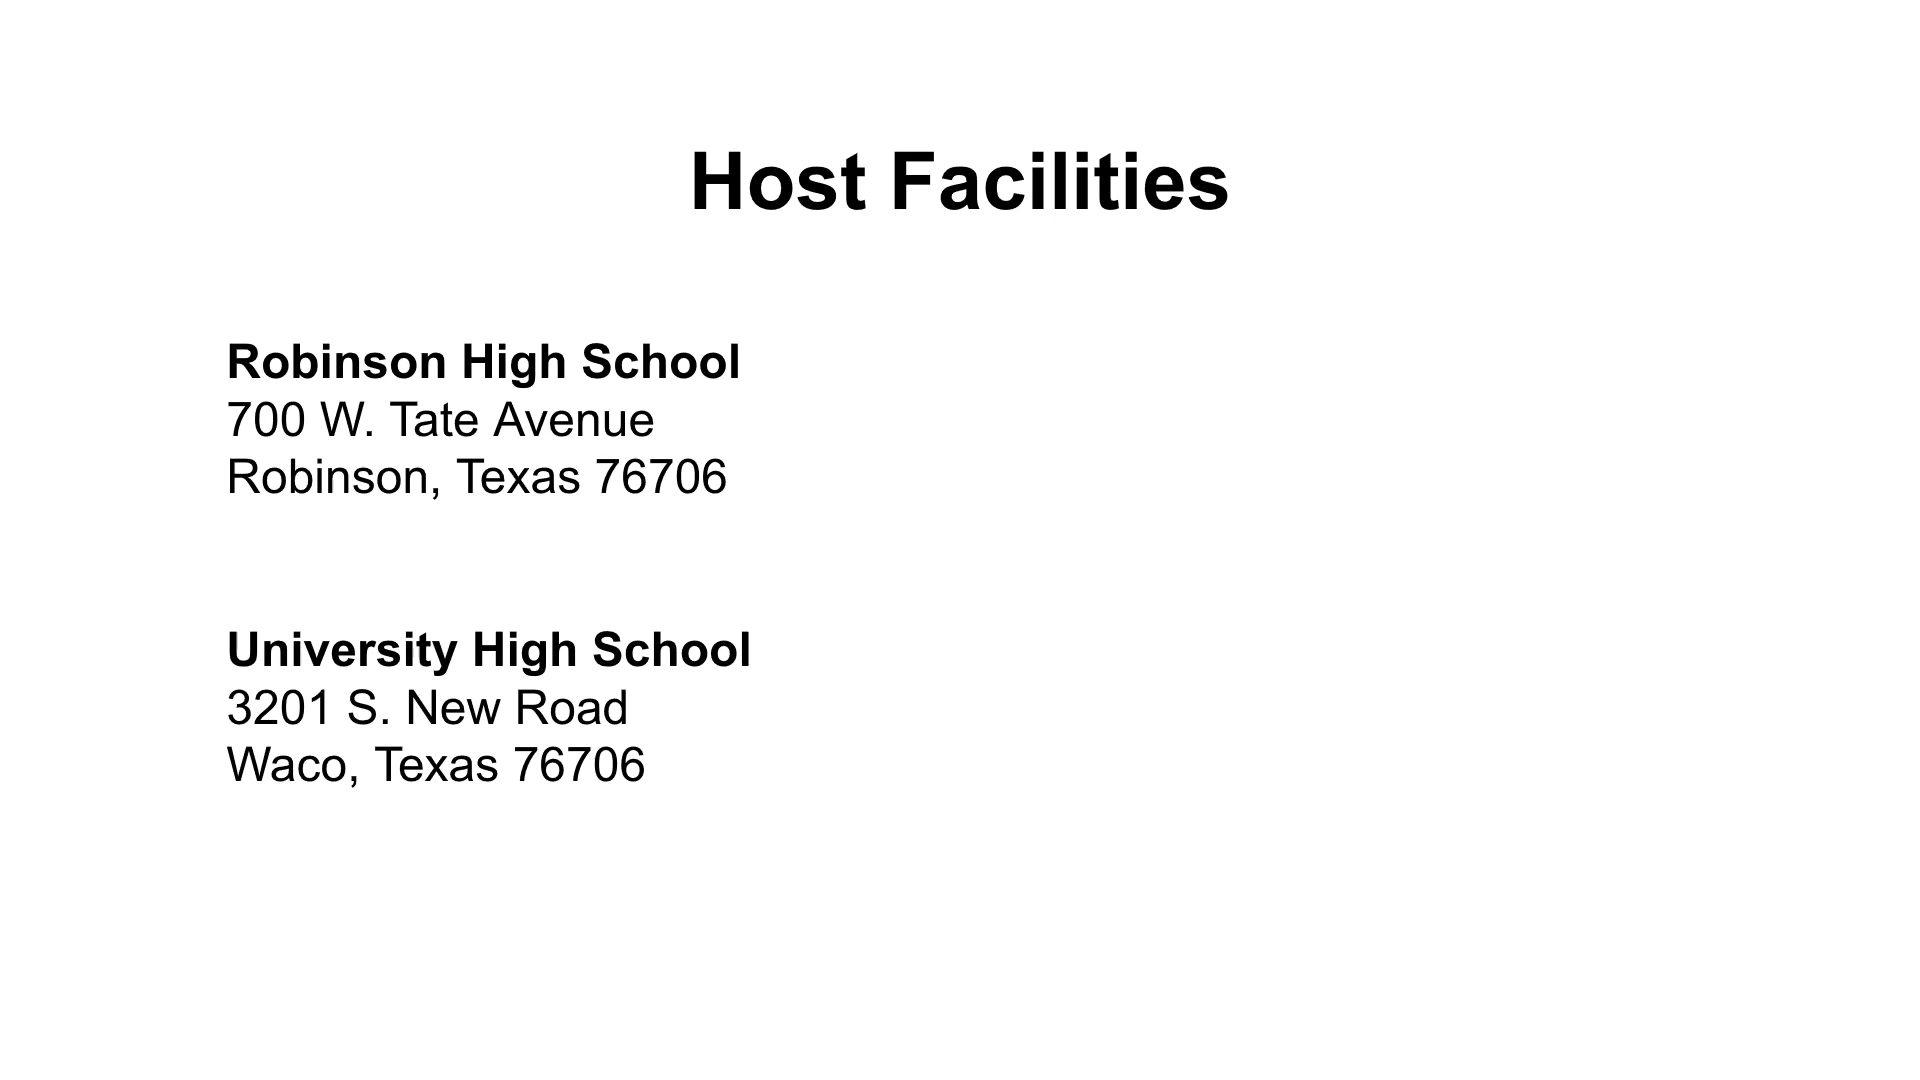 Host Facilities
Robinson High School
700 W. Tate Avenue
Robinson, Texas 76706
University High School
3201 S. New Road
Waco, Texas 76706